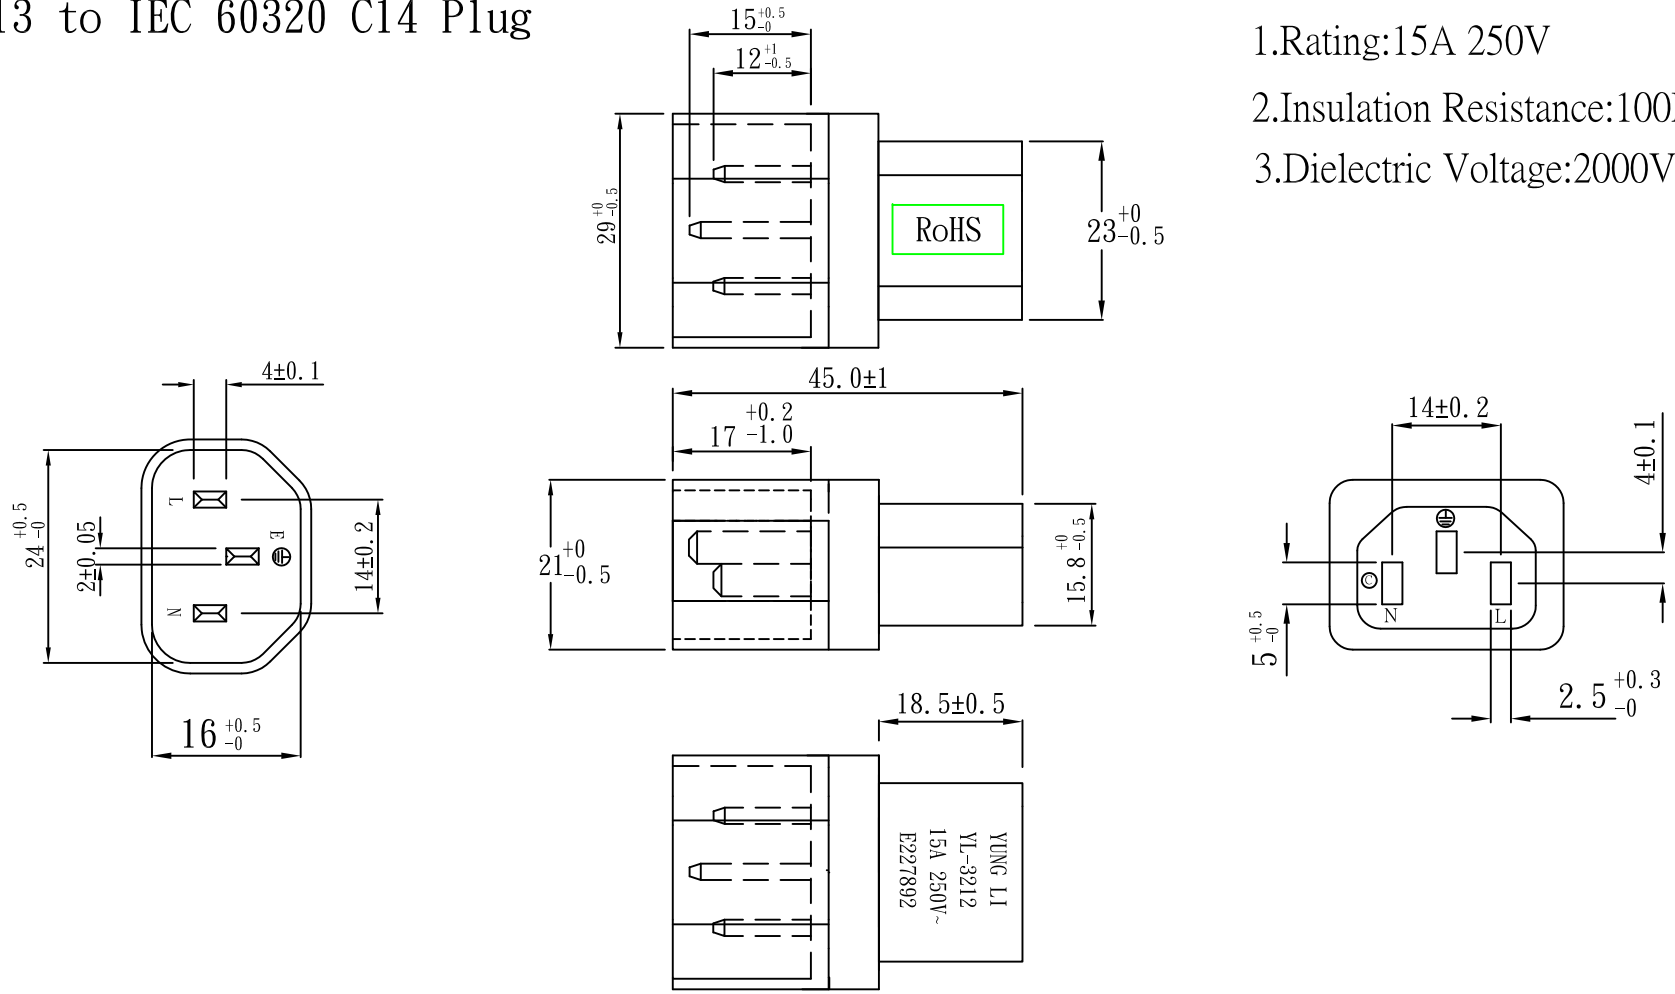 13 to IEC 60320 C14 Plug
15+0.5 -0
12+1 -0.5
29+0 -0.5
RoHS
23+0 -0.5
1.Rating:15A 250V
2.Insulation Resistance:100
3.Dielectric Voltage:2000V
4±0.1
24+0.5 -0
2±0.05
14±0.2
16+0.5 -0
L
E
N
45.0±1
17+0.2 -1.0
21+0 -0.5
15.8+0 -0.5
14±0.2
4±0.1
5+0.5 -0
2.5+0.3 -0
C
N
L
18.5±0.5
YUNG LI
YL-3212
15A 250V~
E227892